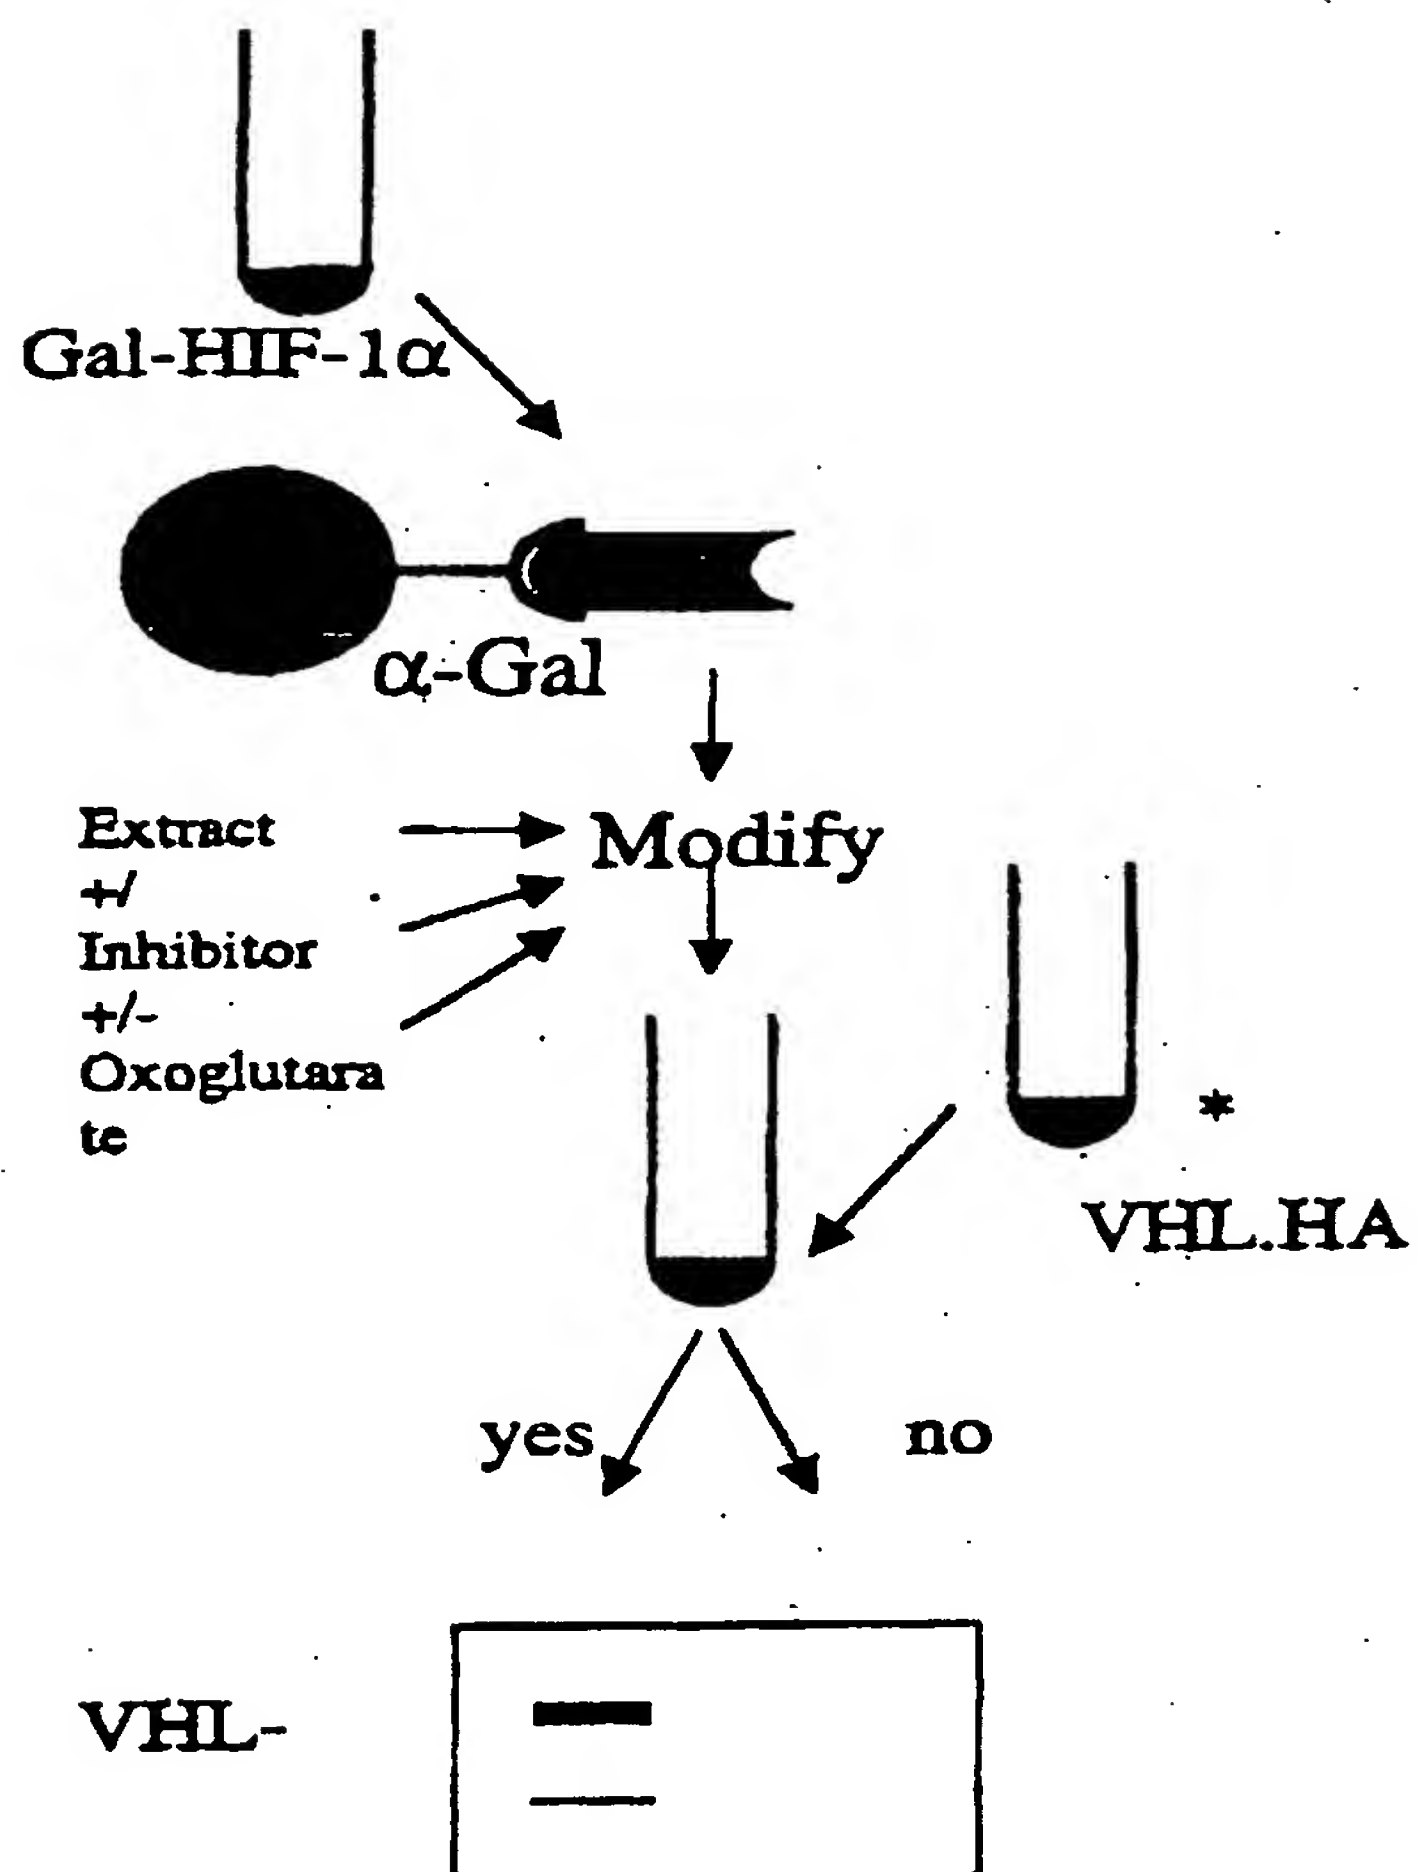 Gal-HIF-1α
α-Gal
Extract
+/
Inhibitor
+/-
Oxoglutara
te
Modify
*
VHL.HA
yes
no
VHL-